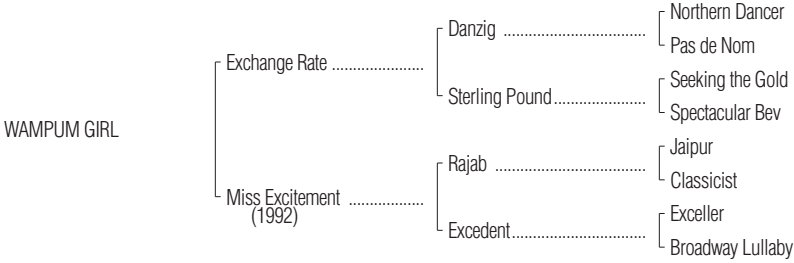 Northern Dancer
Danzig ................................
Pas de Nom
Exchange Rate .....................
Seeking the Gold
Sterling Pound.....................
Spectacular Bev
WAMPUM GIRL
Jaipur
Rajab ..................................
Classicist
Miss Excitement .................
(1992)
Exceller
Excedent..............................
Broadway Lullaby